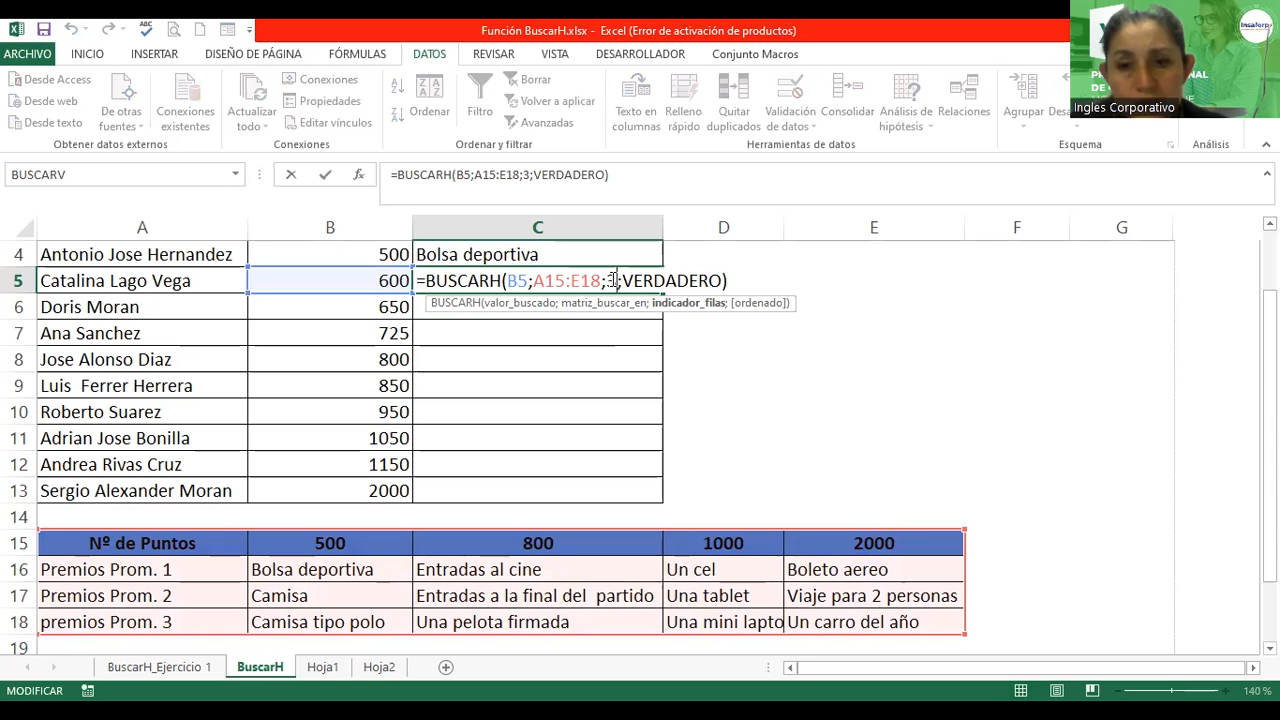 Función BuscarH.xlsx - Excel (Error de activación de productos)
ARCHIVO INICIO INSERTAR DISEÑO DE PÁGINA FÓRMULAS DATOS REVISAR VISTA DESARROLLADOR Conjunto Macros
Desde Access
Desde web
Desde texto
De otras fuentes
Conexiones existentes
Actualizar todo
Conexiones
Propiedades
Editar vínculos
Ordenar
Filtro
Borrar
Volver a aplicar
Avanzadas
Texto en columnas
Relleno rápido
Quitar duplicados
Validación de datos
Consolidar
Análisis de hipótesis
Relaciones
Agrupar
Obtener datos externos Conexiones Ordenar y filtrar Herramientas de datos Esquema Análisis
Ingles Corporativo
BUSCARV =BUSCARH(B5;A15:E18;3;VERDADERO)
A B C D E F G
4 Antonio Jose Hernandez 500 Bolsa deportiva
5 Catalina Lago Vega 600 =BUSCARH(B5;A15:E18;3;VERDADERO)
BUSCARH(valor_buscado; matriz_buscar_en; indicador_filas; [ordenado])
6 Doris Moran 650
7 Ana Sanchez 725
8 Jose Alonso Diaz 800
9 Luis Ferrer Herrera 850
10 Roberto Suarez 950
11 Adrian Jose Bonilla 1050
12 Andrea Rivas Cruz 1150
13 Sergio Alexander Moran 2000
14
15 Nº de Puntos 500 800 1000 2000
16 Premios Prom. 1 Bolsa deportiva Entradas al cine Un cel Boleto aereo
17 Premios Prom. 2 Camisa Entradas a la final del partido Una tablet Viaje para 2 personas
18 premios Prom. 3 Camisa tipo polo Una pelota firmada Una mini lapto Un carro del año
19
BuscarH_Ejercicio 1 BuscarH Hoja1 Hoja2
MODIFICAR 140 %